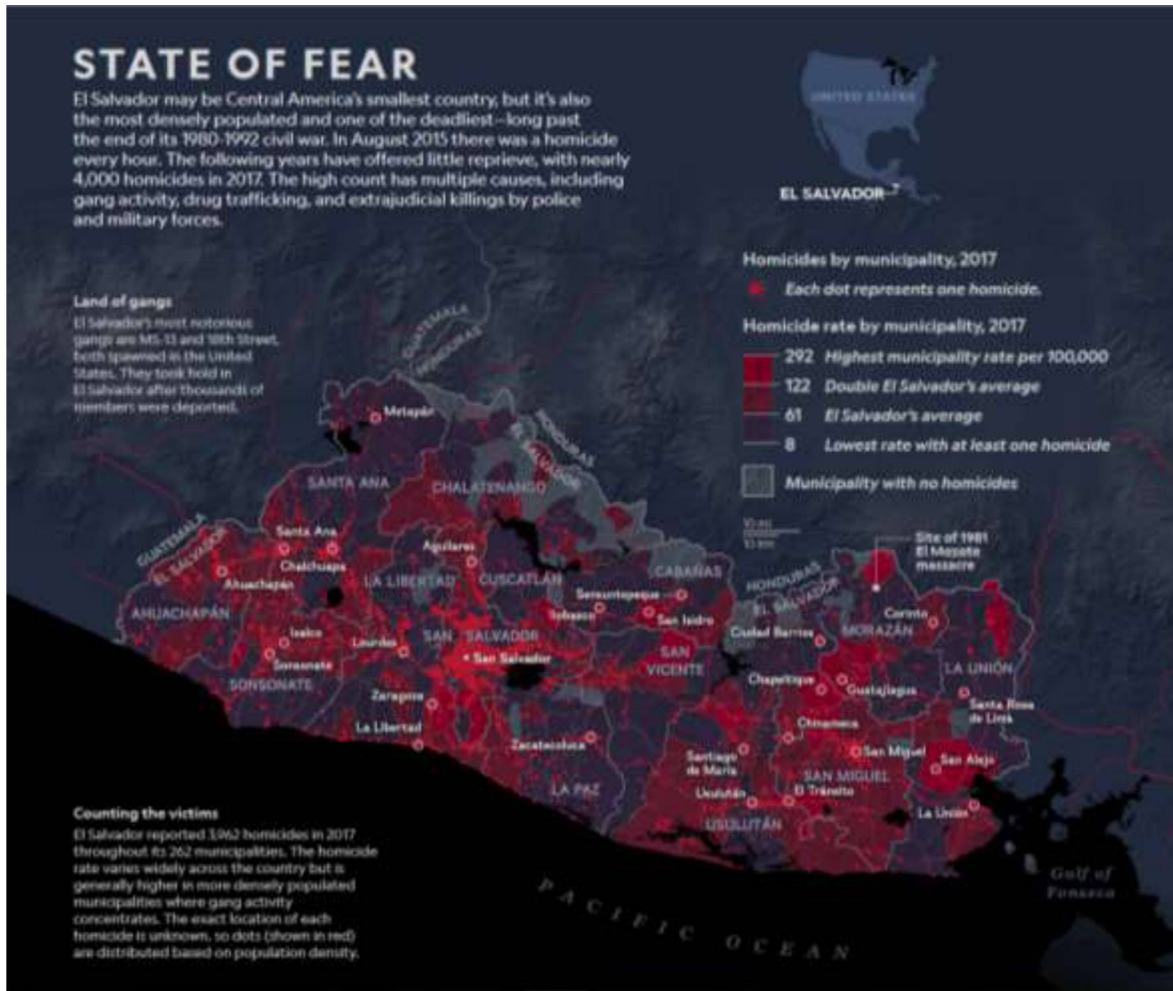 STATE OF FEAR
El Salvador may be Central America's smallest country, but it's also
the most densely populated and one of the deadliest—long past
the end of its 1980-1992 civil war. In August 2015 there was a homicide
every hour. The following years have offered little reprieve, with nearly
4,000 homicides in 2017. The high count has multiple causes, including
gang activity, drug trafficking, and extrajudicial killings by police
and military forces.
UNITED STATES
EL SALVADOR
Homicides by municipality, 2017
Each dot represents one homicide.
Homicide rate by municipality, 2017
292 Highest municipality rate per 100,000
122 Double El Salvador's average
61 El Salvador's average
8 Lowest rate with at least one homicide
Municipality with no homicides
10 mi
10 km
Land of gangs
El Salvador's most notorious
gangs are MS-13 and 18th Street,
both spawned in the United
States. They took hold in
El Salvador after thousands of
members were deported.
GUATEMALA
HONDURAS
Metapán
HONDURAS
EL SALVADOR
SANTA ANA
CHALATENANGO
GUATEMALA
EL SALVADOR
Santa Ana
Chalchuapa
Ahuachapán
AHUACHAPÁN
Aguilares
LA LIBERTAD
CUSCATLÁN
CABAÑAS
Sensuntepeque
Ilobasco
San Isidro
HONDURAS
EL SALVADOR
Site of 1981
El Mozote
massacre
Corinto
Ciudad Barrios
MORAZÁN
Izalco
Sonsonate
SONSONATE
Lourdes
SAN SALVADOR
San Salvador
SAN
VICENTE
LA UNIÓN
Chapeltique
Guatajiagua
Santa Rosa
de Lima
Zaragoza
La Libertad
Zacatecoluca
LA PAZ
Chinameca
San Miguel
Santiago
de María
SAN MIGUEL
San Alejo
Usulután
El Tránsito
USULUTÁN
La Unión
Gulf of
Fonseca
PACIFIC OCEAN
Counting the victims
El Salvador reported 3,962 homicides in 2017
throughout its 262 municipalities. The homicide
rate varies widely across the country but is
generally higher in more densely populated
municipalities where gang activity
concentrates. The exact location of each
homicide is unknown, so dots (shown in red)
are distributed based on population density.